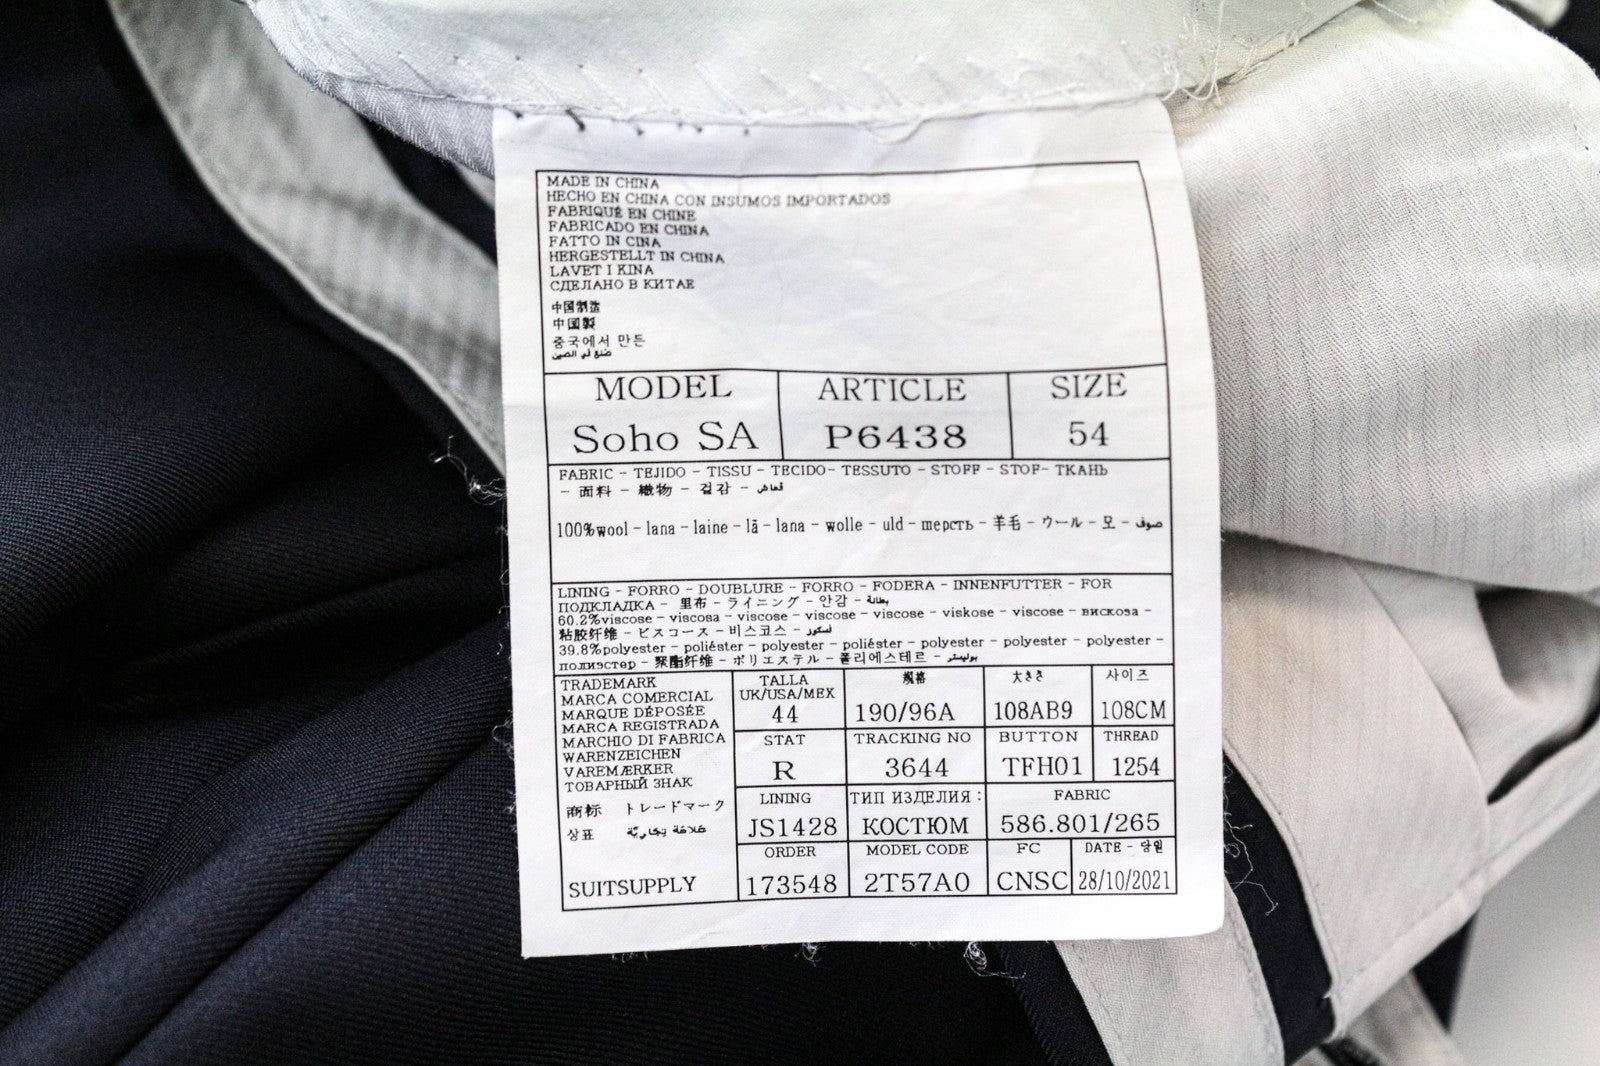 MADE IN CHINA
HECHO EN CHINA CON INSUMOS IMPORTADOS
FABRIQUÉ EN CHINE
FABRICADO EN CHINA
FATTO IN CINA
HERGESTELLT IN CHINA
LAVET I KINA
СДЕЛАНО В КИТАЕ
中国制造
中国製
중국에서 만든
صنع في الصين
MODEL ARTICLE SIZE
Soho SA P6438 54
FABRIC - TEJIDO - TISSU - TECIDO- TESSUTO - STOFF - STOF- ТКАНЬ
- 面料 - 織物 - 겉감 - قماش
100%wool - lana - laine - lã - lana - wolle - uld - шерсть - 羊毛 - ウール - 모 - صوف
LINING - FORRO - DOUBLURE - FORRO - FODERA - INNENFUTTER - FOR
ПОДКЛАДКА - 里布 - ライニング - 안감 - بطانة
60.2%viscose - viscosa - viscose - viscose - viscose - viskose - viscose - вискоза -
粘胶纤维 - ビスコース - 비스코스 - فسكوز
39.8%polyester - poliéster - polyester - poliéster - polyester - polyester - polyester -
полиэстер - 聚酯纤维 - ポリエステル - 폴리에스테르 - بوليستر
TRADEMARK
MARCA COMERCIAL
MARQUE DÉPOSÉE
MARCA REGISTRADA
MARCHIO DI FABRICA
WARENZEICHEN
VAREMÆRKER
ТОВАРНЫЙ ЗНАК
商标 トレードマーク
상표 علامة تجارية
SUITSUPPLY
TALLA 規格 大きさ 사이즈
UK/USA/MEX
44 190/96A 108AB9 108CM
STAT TRACKING NO BUTTON THREAD
R 3644 TFH01 1254
LINING ТИП ИЗДЕЛИЯ : FABRIC
JS1428 КОСТЮМ 586.801/265
ORDER MODEL CODE FC DATE - 당일
173548 2T57A0 CNSC 28/10/2021